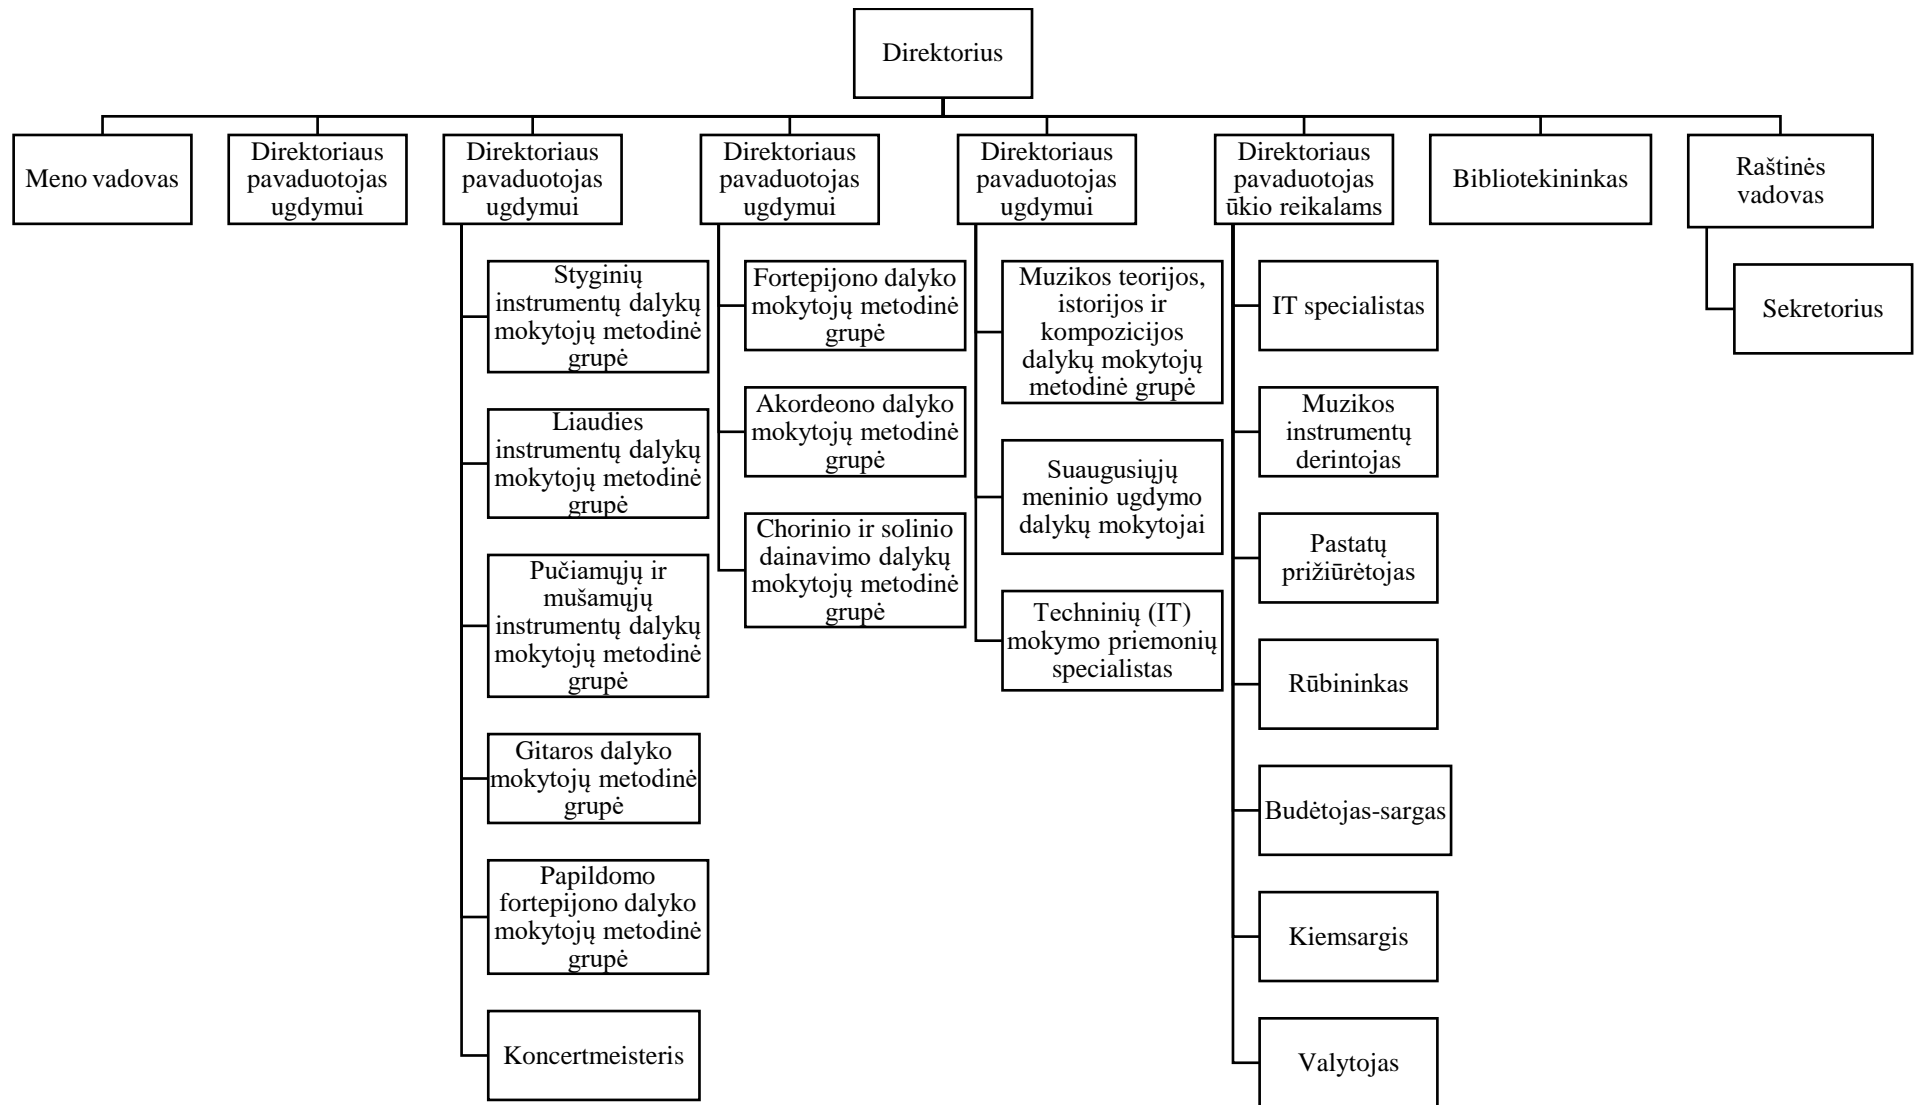 Direktorius
Meno vadovas
Direktoriaus
pavaduotojas
ugdymui
Direktoriaus
pavaduotojas
ugdymui
Styginių
instrumentų dalykų
mokytojų metodinė
grupė
Liaudies
instrumentų dalykų
mokytojų metodinė
grupė
Pučiamųjų ir
mušamųjų
instrumentų dalykų
mokytojų metodinė
grupė
Gitaros dalyko
mokytojų metodinė
grupė
Papildomo
fortepijono dalyko
mokytojų metodinė
grupė
Koncertmeisteris
Direktoriaus
pavaduotojas
ugdymui
Fortepijono dalyko
mokytojų metodinė
grupė
Akordeono dalyko
mokytojų metodinė
grupė
Chorinio ir solinio
dainavimo dalykų
mokytojų metodinė
grupė
Direktoriaus
pavaduotojas
ugdymui
Muzikos teorijos,
istorijos ir
kompozicijos
dalykų mokytojų
metodinė grupė
Suaugusiųjų
meninio ugdymo
dalykų mokytojai
Techninių (IT)
mokymo priemonių
specialistas
Direktoriaus
pavaduotojas
ūkio reikalams
IT specialistas
Muzikos
instrumentų
derintojas
Pastatų
prižiūrėtojas
Rūbininkas
Budėtojas-sargas
Kiemsargis
Valytojas
Bibliotekininkas
Raštinės
vadovas
Sekretorius